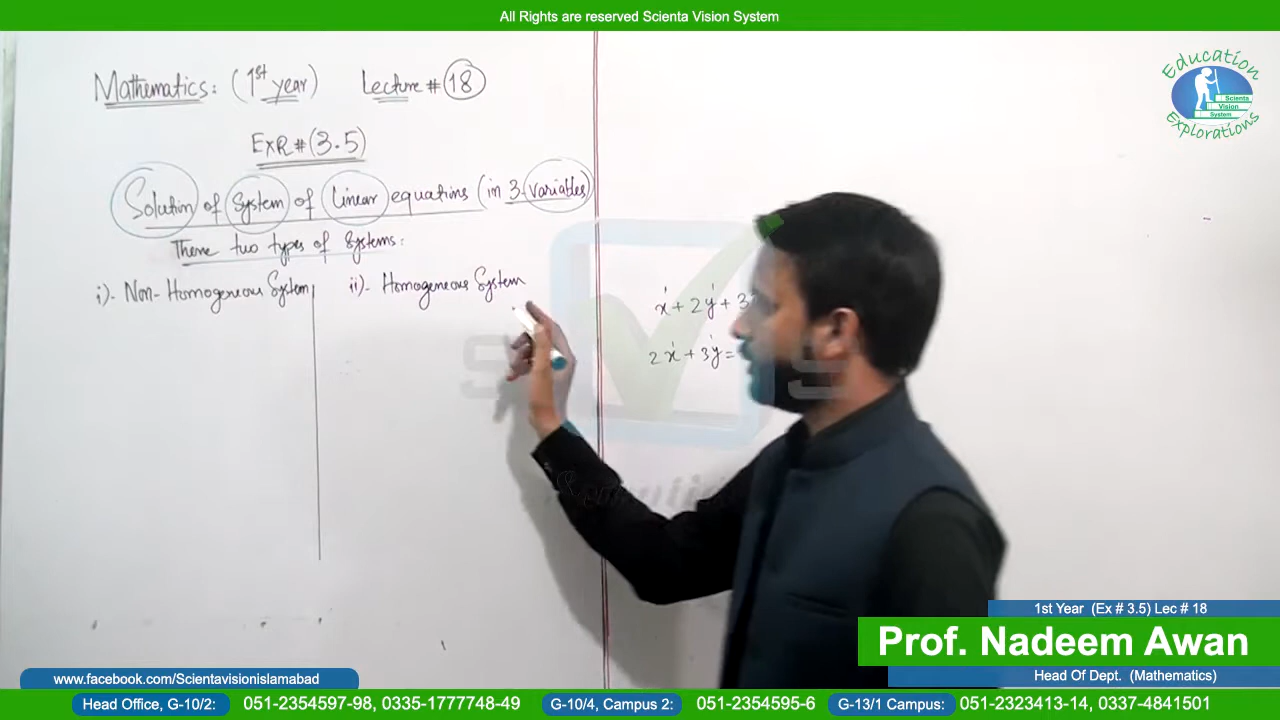 All Rights are reserved Scienta Vision System
Mathematics: (1st year) Lecture # 18
EXR # (3.5)
Solution of System of Linear equations (in 3-variables)
There two types of Systems:
i)- Non-Homogeneous System
ii)- Homogeneous System
x + 2y + 3
2x + 3y =
Education
Scienta
Vision
System
Explorations
1st Year (Ex # 3.5) Lec # 18
Prof. Nadeem Awan
Head Of Dept. (Mathematics)
www.facebook.com/Scientavisionislamabad
Head Office, G-10/2: 051-2354597-98, 0335-1777748-49 G-10/4, Campus 2: 051-2354595-6 G-13/1 Campus: 051-2323413-14, 0337-4841501